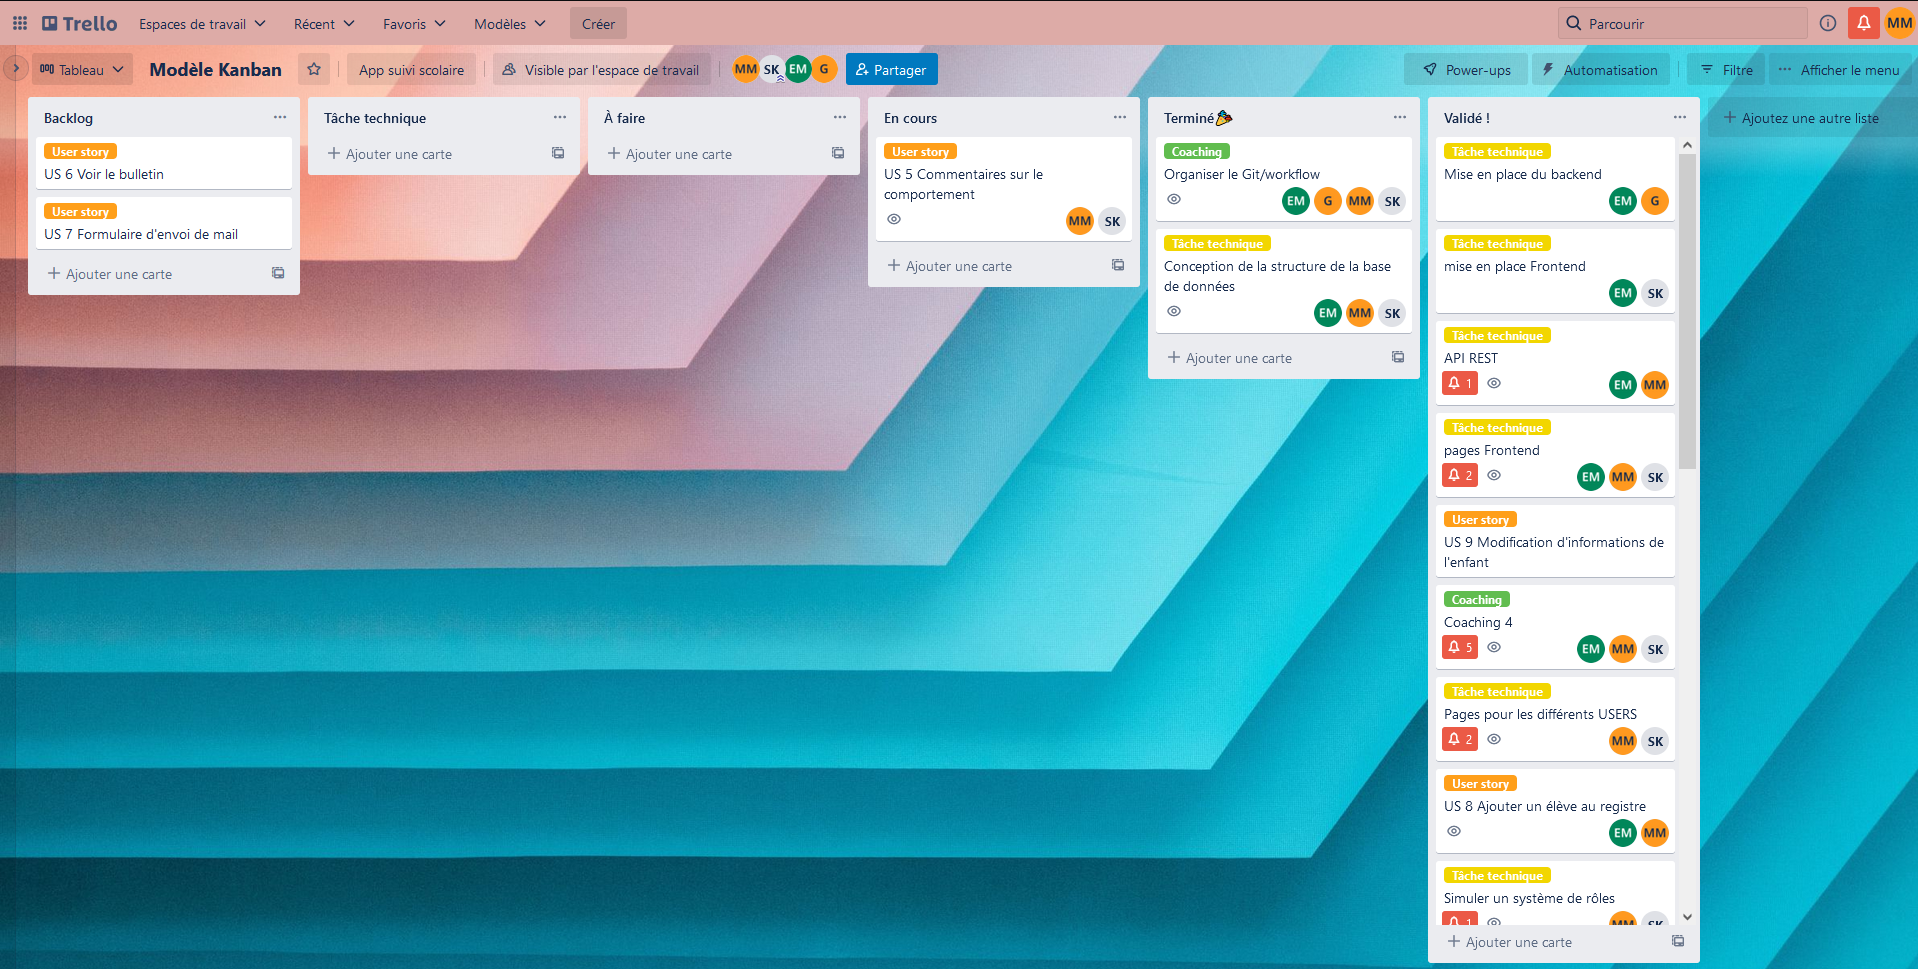 Trello Espaces de travail Récent Favoris Modèles Créer Parcourir MM
Tableau Modèle Kanban App suivi scolaire Visible par l'espace de travail MM SK EM G Partager Power-ups Automatisation Filtre Afficher le menu
Backlog
User story
US 6 Voir le bulletin
User story
US 7 Formulaire d'envoi de mail
Ajouter une carte
Tâche technique
Ajouter une carte
À faire
Ajouter une carte
En cours
User story
US 5 Commentaires sur le
comportement
MM SK
Ajouter une carte
Terminé🎉
Coaching
Organiser le Git/workflow
EM G MM SK
Tâche technique
Conception de la structure de la base
de données
EM MM SK
Ajouter une carte
Validé !
Tâche technique
Mise en place du backend
EM G
Tâche technique
mise en place Frontend
EM SK
Tâche technique
API REST
1 EM MM
Tâche technique
pages Frontend
2 EM MM SK
User story
US 9 Modification d'informations de
l'enfant
Coaching
Coaching 4
5 EM MM SK
Tâche technique
Pages pour les différents USERS
2 MM SK
User story
US 8 Ajouter un élève au registre
EM MM
Tâche technique
Simuler un système de rôles
1 MM SK
Ajouter une carte
Ajoutez une autre liste